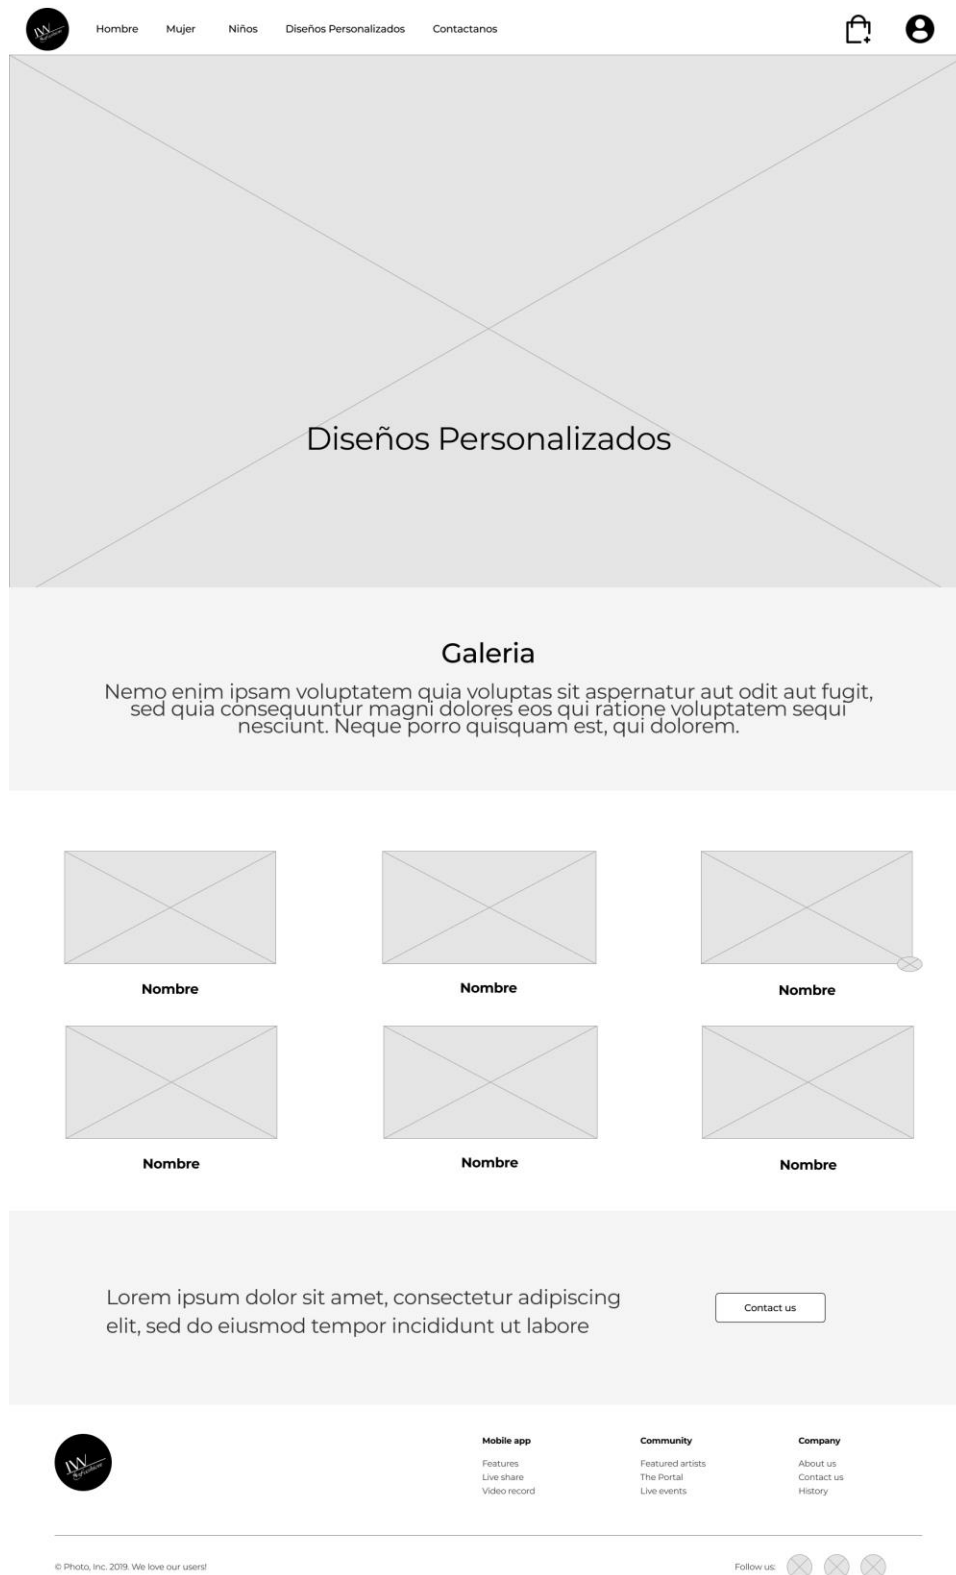 Hombre Mujer Niños Diseños Personalizados Contactanos
Diseños Personalizados
Galeria
Nemo enim ipsam voluptatem quia voluptas sit aspernatur aut odit aut fugit,
sed quia consequuntur magni dolores eos qui ratione voluptatem sequi
nesciunt. Neque porro quisquam est, qui dolorem.
Nombre
Nombre
Nombre
Nombre
Nombre
Nombre
Lorem ipsum dolor sit amet, consectetur adipiscing
elit, sed do eiusmod tempor incididunt ut labore
Contact us
Mobile app
Features
Live share
Video record
Community
Featured artists
The Portal
Live events
Company
About us
Contact us
History
© Photo, Inc. 2019. We love our users!
Follow us: